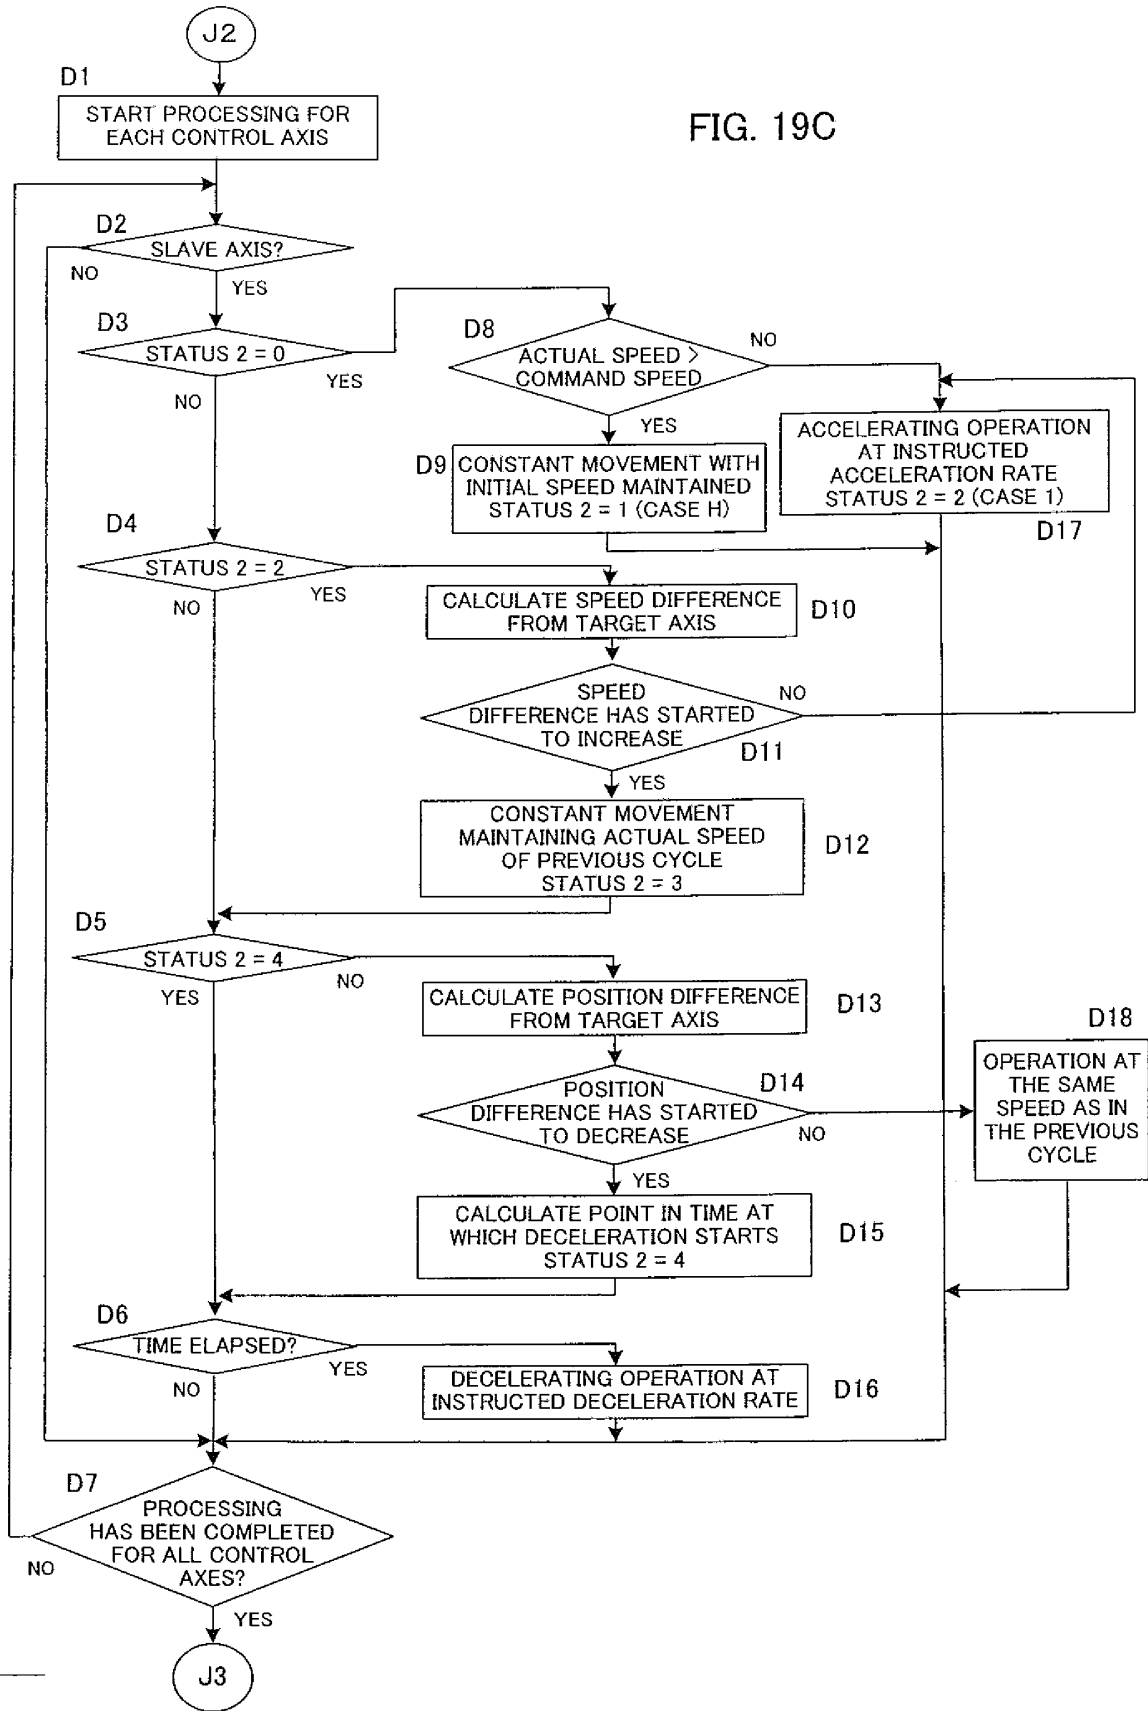 J2
D1
START PROCESSING FOR
EACH CONTROL AXIS
FIG. 19C
D2
SLAVE AXIS?
NO
YES
D3
STATUS 2 = 0
YES
NO
D8
ACTUAL SPEED >
COMMAND SPEED
NO
YES
D9
CONSTANT MOVEMENT WITH
INITIAL SPEED MAINTAINED
STATUS 2 = 1 (CASE H)
ACCELERATING OPERATION
AT INSTRUCTED
ACCELERATION RATE
STATUS 2 = 2 (CASE 1)
D17
D4
STATUS 2 = 2
YES
NO
CALCULATE SPEED DIFFERENCE
FROM TARGET AXIS
D10
SPEED
DIFFERENCE HAS STARTED
TO INCREASE
NO
D11
YES
CONSTANT MOVEMENT
MAINTAINING ACTUAL SPEED
OF PREVIOUS CYCLE
STATUS 2 = 3
D12
D5
STATUS 2 = 4
NO
YES
CALCULATE POSITION DIFFERENCE
FROM TARGET AXIS
D13
POSITION
DIFFERENCE HAS STARTED
TO DECREASE
D14
NO
YES
D18
OPERATION AT
THE SAME
SPEED AS IN
THE PREVIOUS
CYCLE
CALCULATE POINT IN TIME AT
WHICH DECELERATION STARTS
STATUS 2 = 4
D15
D6
TIME ELAPSED?
YES
NO
DECELERATING OPERATION AT
INSTRUCTED DECELERATION RATE
D16
D7
PROCESSING
HAS BEEN COMPLETED
FOR ALL CONTROL
AXES?
NO
YES
J3